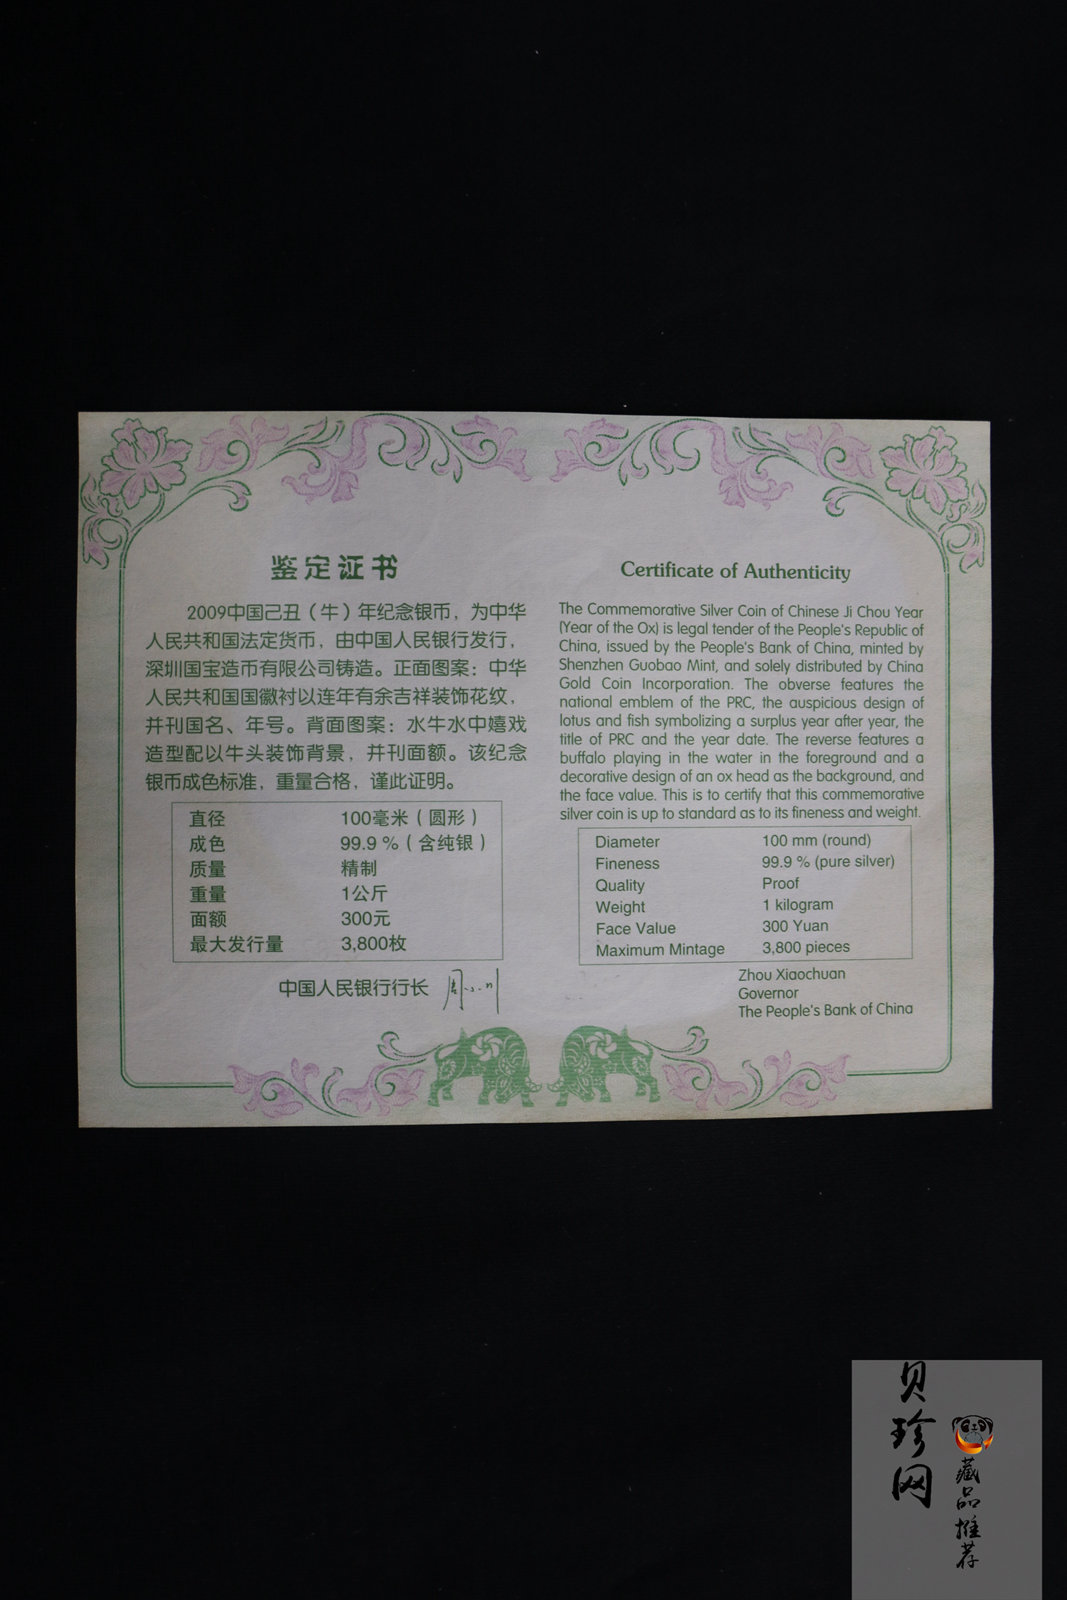 鉴定证书
2009中国己丑（牛）年纪念银币，为中华
人民共和国法定货币，由中国人民银行发行，
深圳国宝造币有限公司铸造。正面图案：中华
人民共和国国徽衬以连年有余吉祥装饰花纹，
并刊国名、年号。背面图案：水牛水中嬉戏
造型配以牛头装饰背景，并刊面额。该纪念
银币成色标准，重量合格，谨此证明。
直径 100毫米（圆形）
成色 99.9 %（含纯银）
质量 精制
重量 1公斤
面额 300元
最大发行量 3,800枚
中国人民银行行长 周小川
Certificate of Authenticity
The Commemorative Silver Coin of Chinese Ji Chou Year
(Year of the Ox) is legal tender of the People's Republic of
China, issued by the People's Bank of China, minted by
Shenzhen Guobao Mint, and solely distributed by China
Gold Coin Incorporation. The obverse features the
national emblem of the PRC, the auspicious design of
lotus and fish symbolizing a surplus year after year, the
title of PRC and the year date. The reverse features a
buffalo playing in the water in the foreground and a
decorative design of an ox head as the background, and
the face value. This is to certify that this commemorative
silver coin is up to standard as to its fineness and weight.
Diameter 100 mm (round)
Fineness 99.9 % (pure silver)
Quality Proof
Weight 1 kilogram
Face Value 300 Yuan
Maximum Mintage 3,800 pieces
Zhou Xiaochuan
Governor
The People's Bank of China
贝珍网
藏品推荐